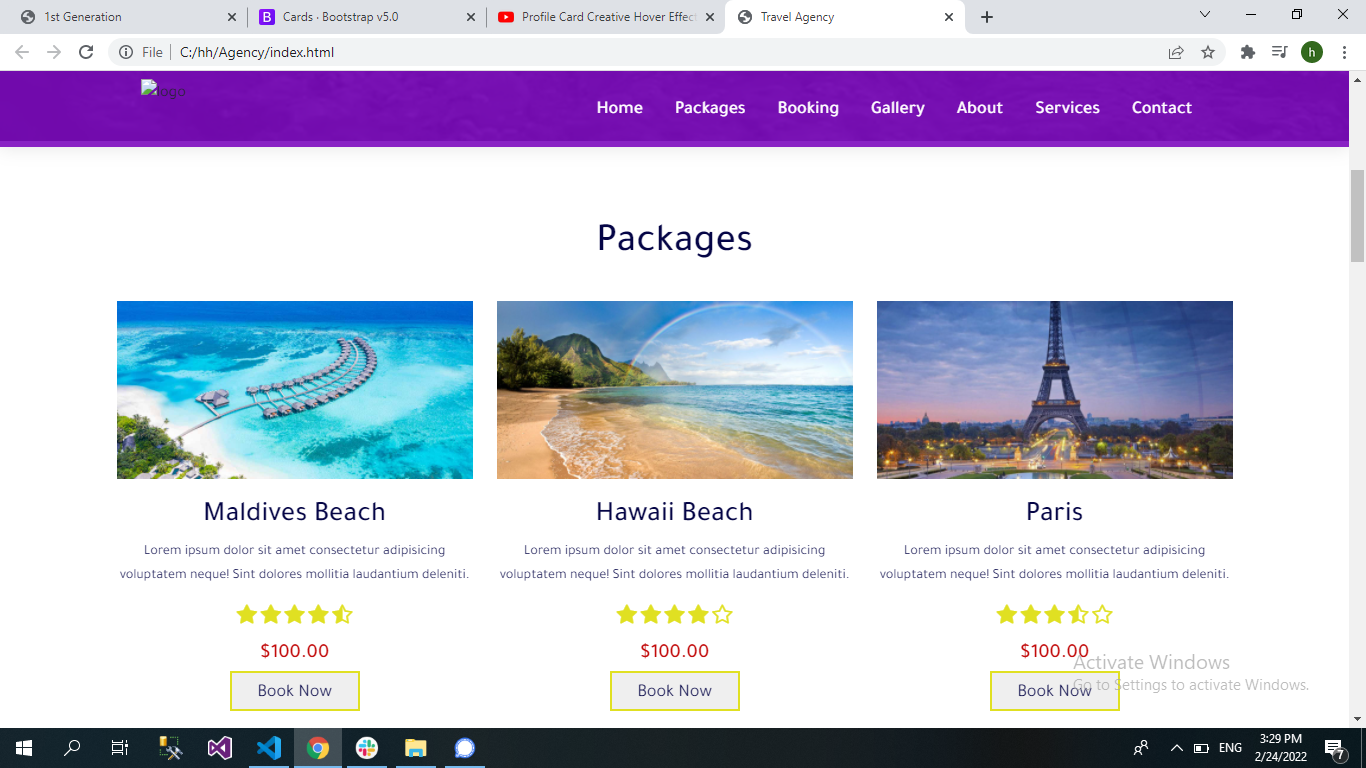 1st Generation
Cards · Bootstrap v5.0
Profile Card Creative Hover Effec
Travel Agency
File
C:/hh/Agency/index.html
h
logo
Home
Packages
Booking
Gallery
About
Services
Contact
Packages
Maldives Beach
Lorem ipsum dolor sit amet consectetur adipisicing
voluptatem neque! Sint dolores mollitia laudantium deleniti.
$100.00
Book Now
Hawaii Beach
Lorem ipsum dolor sit amet consectetur adipisicing
voluptatem neque! Sint dolores mollitia laudantium deleniti.
$100.00
Book Now
Paris
Lorem ipsum dolor sit amet consectetur adipisicing
voluptatem neque! Sint dolores mollitia laudantium deleniti.
$100.00
Book Now
Activate Windows
Go to Settings to activate Windows.
ENG
3:29 PM
2/24/2022
7